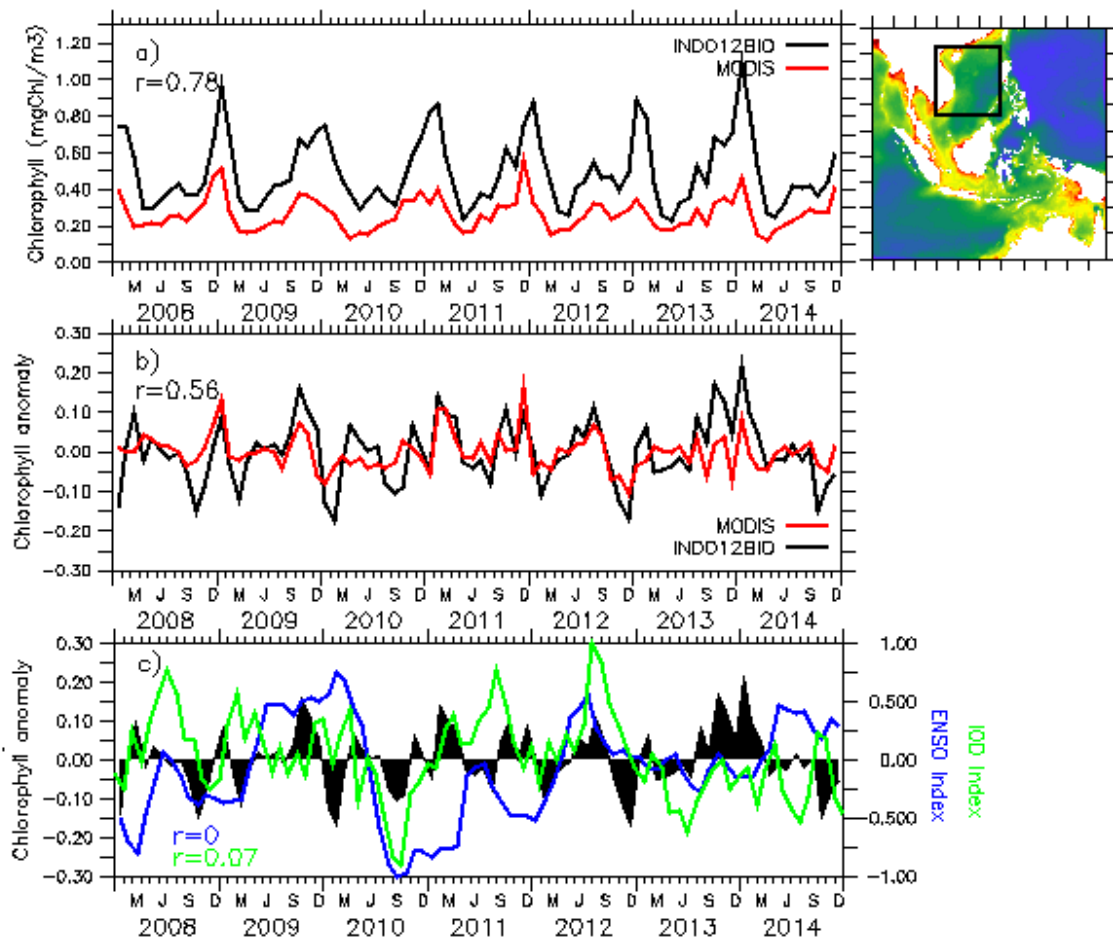 a)
r=0.78
INDO12BIO
MODIS
Chlorophyll (mgChl/m3)
1.20
1.00
0.80
0.60
0.40
0.20
0.00
M J S D M J S D M J S D M J S D M J S D M J S D M J S D
2008 2009 2010 2011 2012 2013 2014
b)
r=0.56
Chlorophyll anomaly
0.30
0.20
0.10
0.00
-0.10
-0.20
-0.30
MODIS
INDO12BIO
M J S D M J S D M J S D M J S D M J S D M J S D M J S D
2008 2009 2010 2011 2012 2013 2014
c)
Chlorophyll anomaly
0.30
0.20
0.10
0.00
-0.10
-0.20
-0.30
r=0
r=0.07
1.00
0.500
0.00
-0.500
-1.00
ENSO Index
IOD Index
M J S D M J S D M J S D M J S D M J S D M J S D M J S D
2008 2009 2010 2011 2012 2013 2014